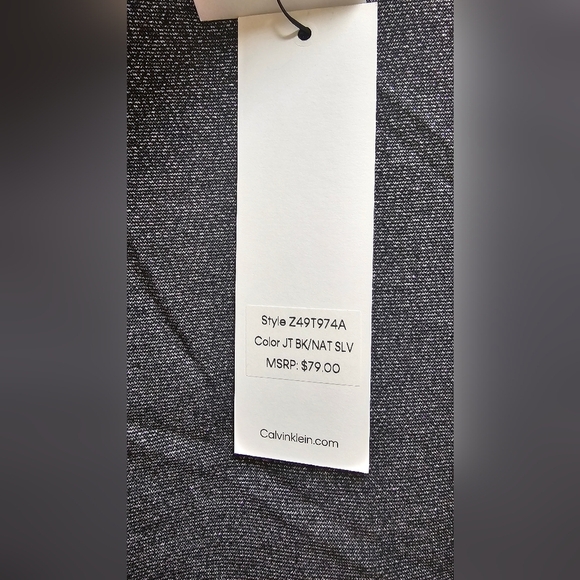 Style Z49T974A
Color JT BK/NAT SLV
MSRP: $79.00
Calvinklein.com